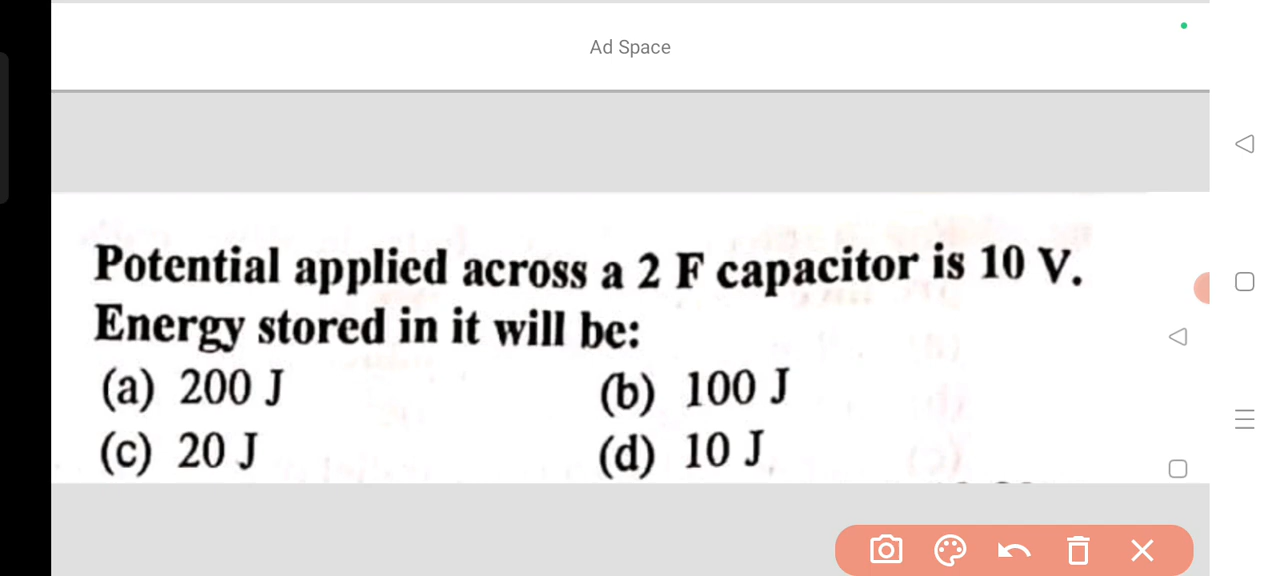 Ad Space
Potential applied across a 2 F capacitor is 10 V.
Energy stored in it will be:
(a) 200 J (b) 100 J
(c) 20 J (d) 10 J